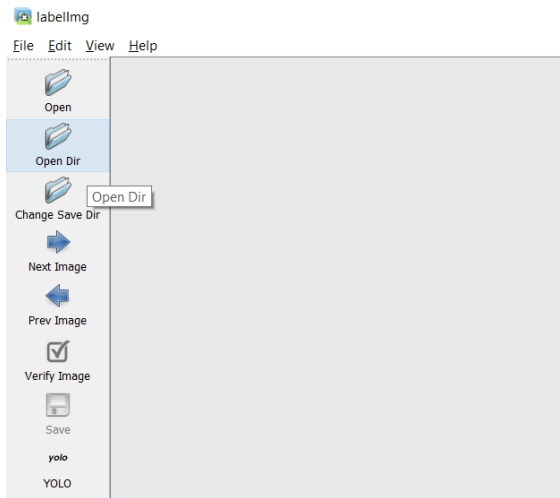 labelImg
File Edit View Help
Open
Open Dir
Open Dir
Change Save Dir
Next Image
Prev Image
Verify Image
Save
yolo
YOLO